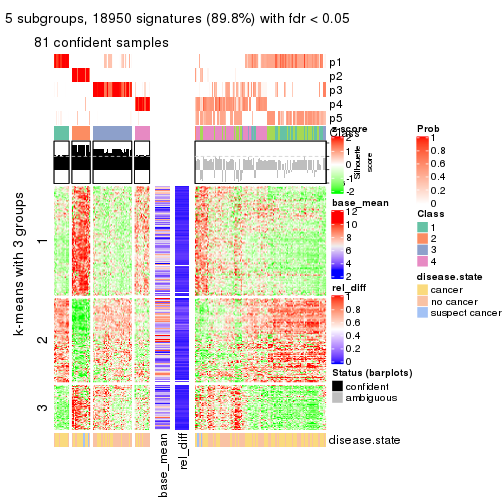 5 subgroups, 18950 signatures (89.8%) with fdr < 0.05
81 confident samples
p1
p2
p3
p4
p5
Class
Silhouette
score
k-means with 3 groups
1
2
3
base_mean
rel_diff
disease.state
z-score
2
1
0
-1
-2
base_mean
12
10
8
6
4
2
rel_diff
1
0.8
0.6
0.4
0.2
0
Status (barplots)
confident
ambiguous
Prob
1
0.8
0.6
0.4
0.2
0
Class
1
2
3
4
disease.state
cancer
no cancer
suspect cancer